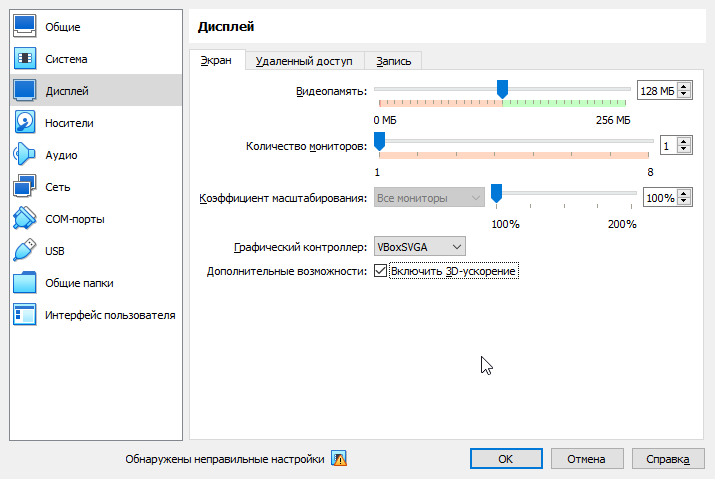 Общие
Система
Дисплей
Носители
Аудио
Сеть
COM-порты
USB
Общие папки
Интерфейс пользователя
Дисплей
Экран Удаленный доступ Запись
Видеопамять: 128 МБ
0 МБ 256 МБ
Количество мониторов: 1
1 8
Коэффициент масштабирования: Все мониторы 100%
100% 200%
Графический контроллер: VBoxSVGA
Дополнительные возможности: Включить 3D-ускорение
Обнаружены неправильные настройки OK Отмена Справка